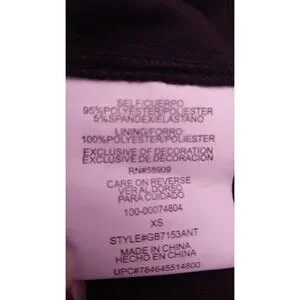 SELF/CUERPO
95%POLYESTER/POLIESTER
5%SPANDEX/ELASTANO
LINING/FORRO
100%POLYESTER/POLIESTER
EXCLUSIVE OF DECORATION
EXCLUSIVE DE DECORACION
RN#58909
CARE ON REVERSE
VER AL DORSO
PARA CUIDADO
100-00074804
XS
STYLE#GB7153ANT
MADE IN CHINA
HECHO EN CHINA
UPC#784645514800